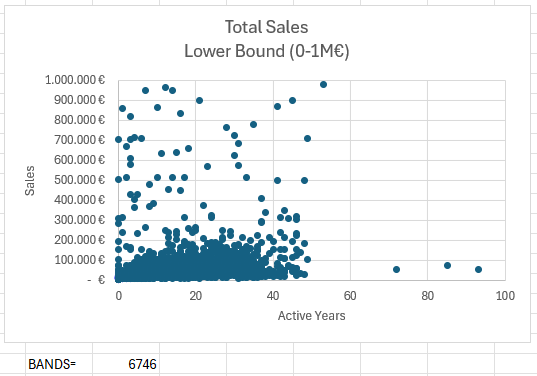 Total Sales
Lower Bound (0-1M€)
1.000.000 €
900.000 €
800.000 €
700.000 €
600.000 €
500.000 €
400.000 €
300.000 €
200.000 €
100.000 €
- €
Sales
0 20 40 60 80 100
Active Years
BANDS= 6746